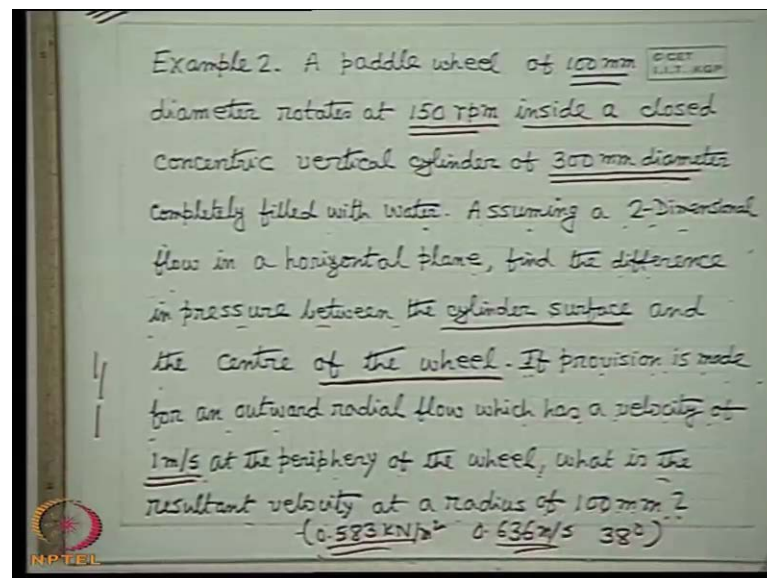 Example 2. A paddle wheel of 100 mm
© CET
I.I.T. KGP
diameter rotates at 150 rpm inside a closed
concentric vertical cylinder of 300 mm diameter
completely filled with water. Assuming a 2-Dimensional
flow in a horizontal plane, find the difference
in pressure between the cylinder surface and
the centre of the wheel. If provision is made
for an outward radial flow which has a velocity of
1 m/s at the periphery of the wheel, what is the
resultant velocity at a radius of 100 mm?
(0.583 KN/m² 0.636 m/s 38°)
NPTEL